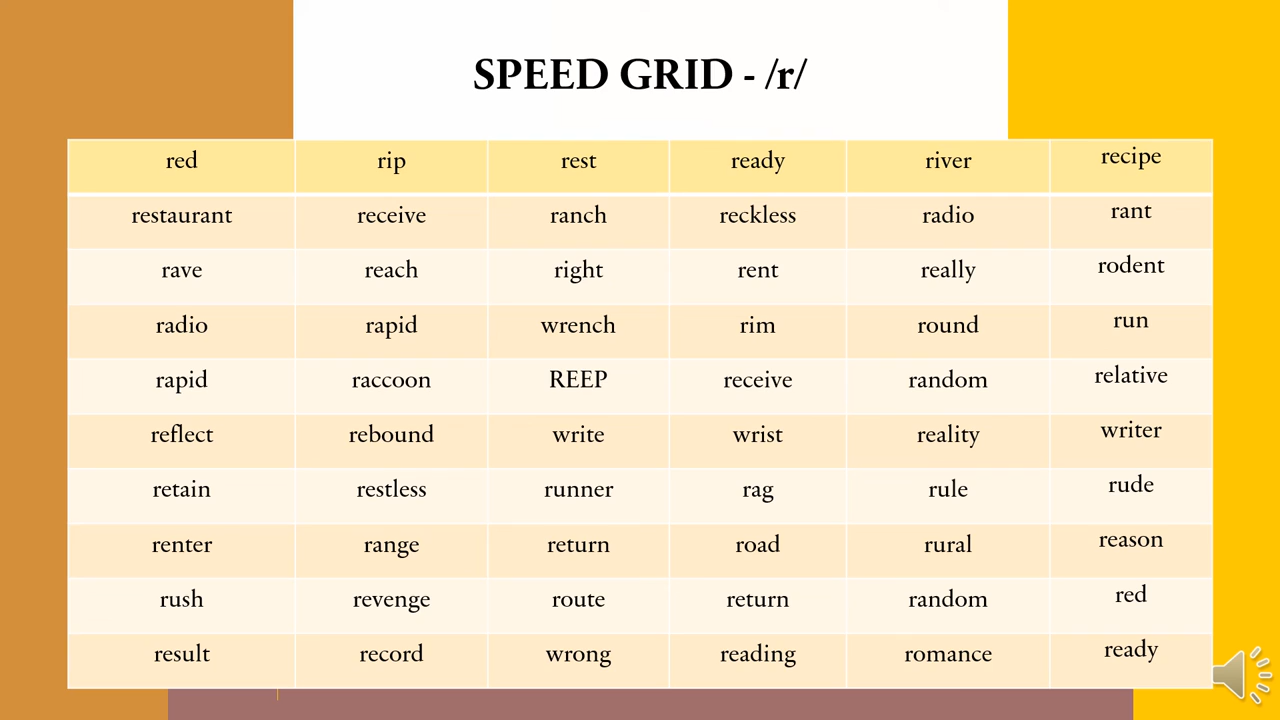 SPEED GRID - /r/
red rip rest ready river recipe
restaurant receive ranch reckless radio rant
rave reach right rent really rodent
radio rapid wrench rim round run
rapid raccoon REEP receive random relative
reflect rebound write wrist reality writer
retain restless runner rag rule rude
renter range return road rural reason
rush revenge route return random red
result record wrong reading romance ready